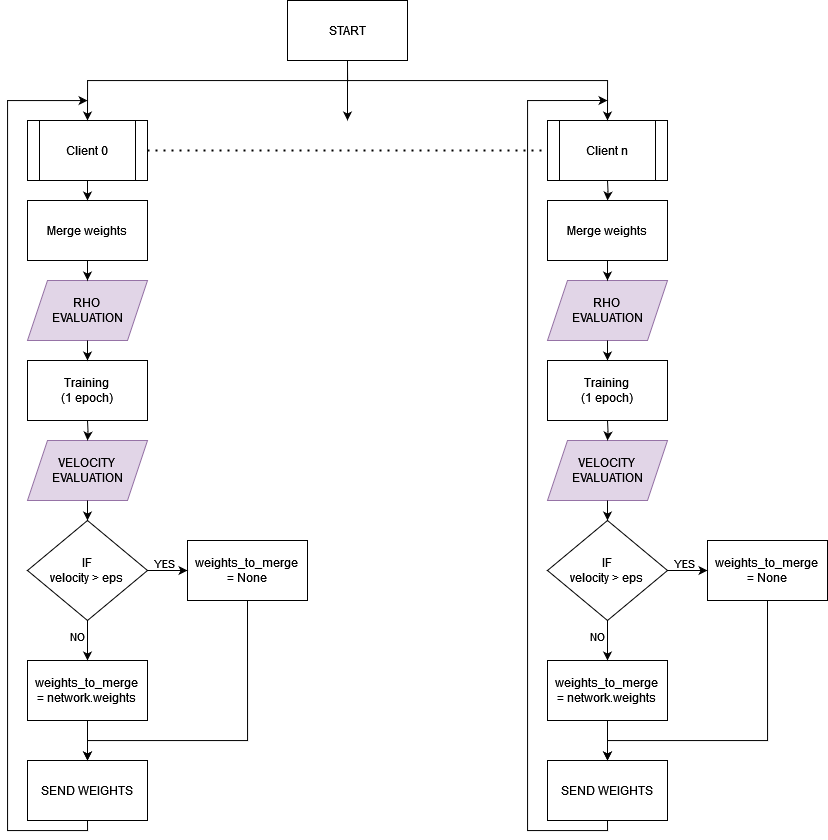 START
Client 0
Merge weights
RHO
EVALUATION
Training
(1 epoch)
VELOCITY
EVALUATION
IF
velocity > eps
YES
weights_to_merge
= None
NO
weights_to_merge
= network.weights
SEND WEIGHTS
Client n
Merge weights
RHO
EVALUATION
Training
(1 epoch)
VELOCITY
EVALUATION
IF
velocity > eps
YES
weights_to_merge
= None
NO
weights_to_merge
= network.weights
SEND WEIGHTS